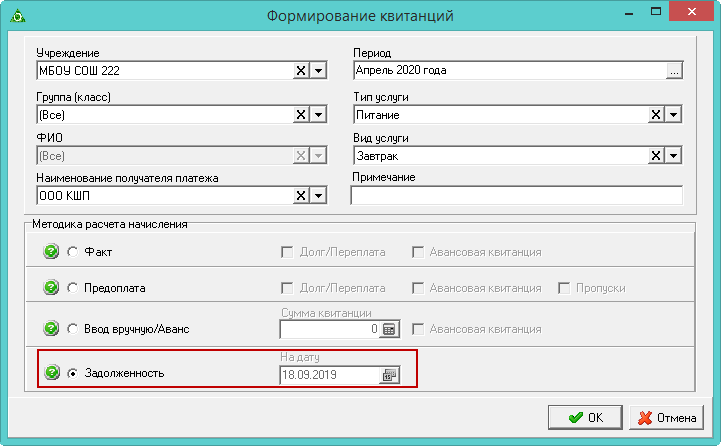 Формирование квитанций
Учреждение
МБОУ СОШ 222
Период
Апрель 2020 года
Группа (класс)
(Все)
Тип услуги
Питание
ФИО
(Все)
Вид услуги
Завтрак
Наименование получателя платежа
ООО КШП
Примечание
Методика расчета начисления
Факт
Долг/Переплата
Авансовая квитанция
Предоплата
Долг/Переплата
Авансовая квитанция
Пропуски
Сумма квитанции
Ввод вручную/Аванс
0
Авансовая квитанция
На дату
Задолженность
18.09.2019
OK
Отмена